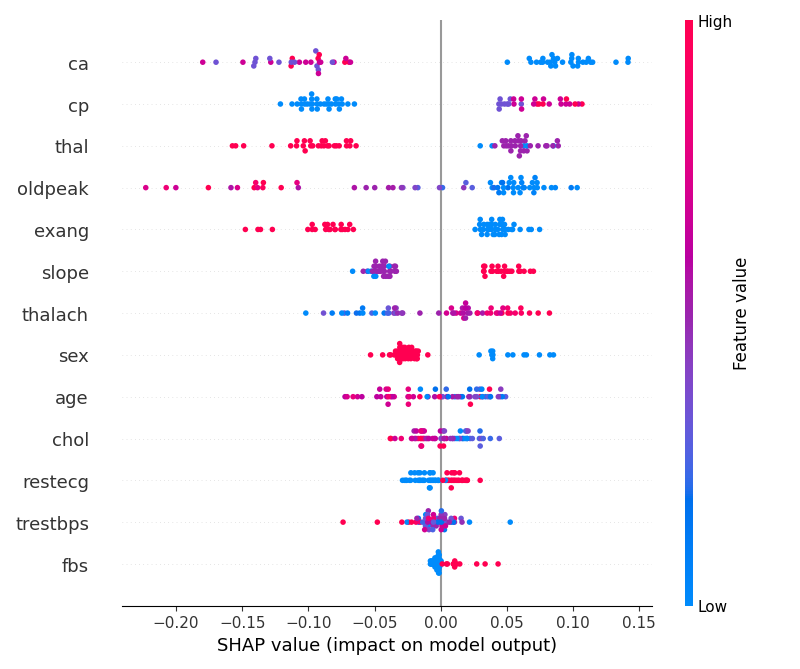 High
ca
cp
thal
oldpeak
exang
slope
thalach
sex
age
chol
restecg
trestbps
fbs
Feature value
Low
−0.20 −0.15 −0.10 −0.05 0.00 0.05 0.10 0.15
SHAP value (impact on model output)